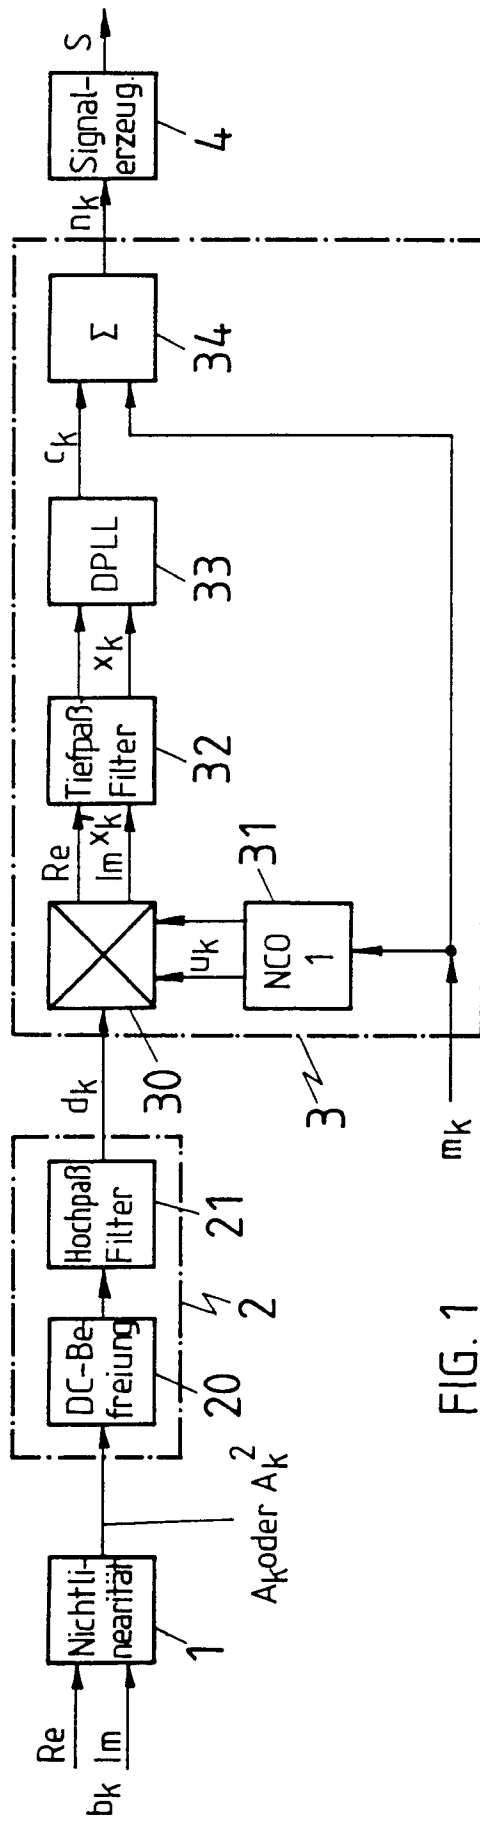 Re
b_k Im
Nichtli-
nearität
1
A_k oder A_k^2
DC-Be-
freiung
20
Hochpaß
Filter
21
2
d_k
30
Re
Im x'_k
u_k
NCO
1
31
3
m_k
Tiefpaß-
Filter
32
x_k
DPLL
33
c_k
Σ
34
n_k
Signal-
erzeug.
4
S
FIG. 1